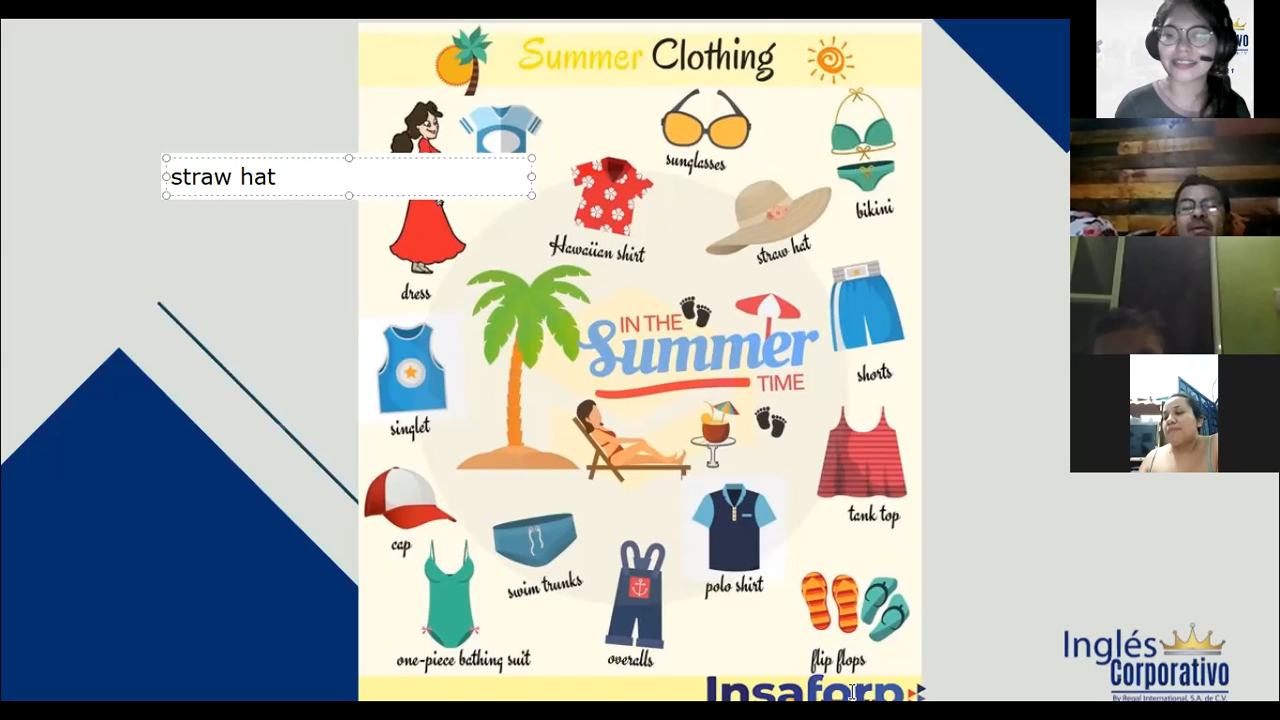 Summer Clothing
straw hat
sunglasses
bikini
Hawaiian shirt
straw hat
dress
IN THE
Summer
TIME
shorts
singlet
tank top
cap
swim trunks
polo shirt
one-piece bathing suit
overalls
flip flops
Insaforp
Inglés
Corporativo
By Regal International, S.A. de C.V.